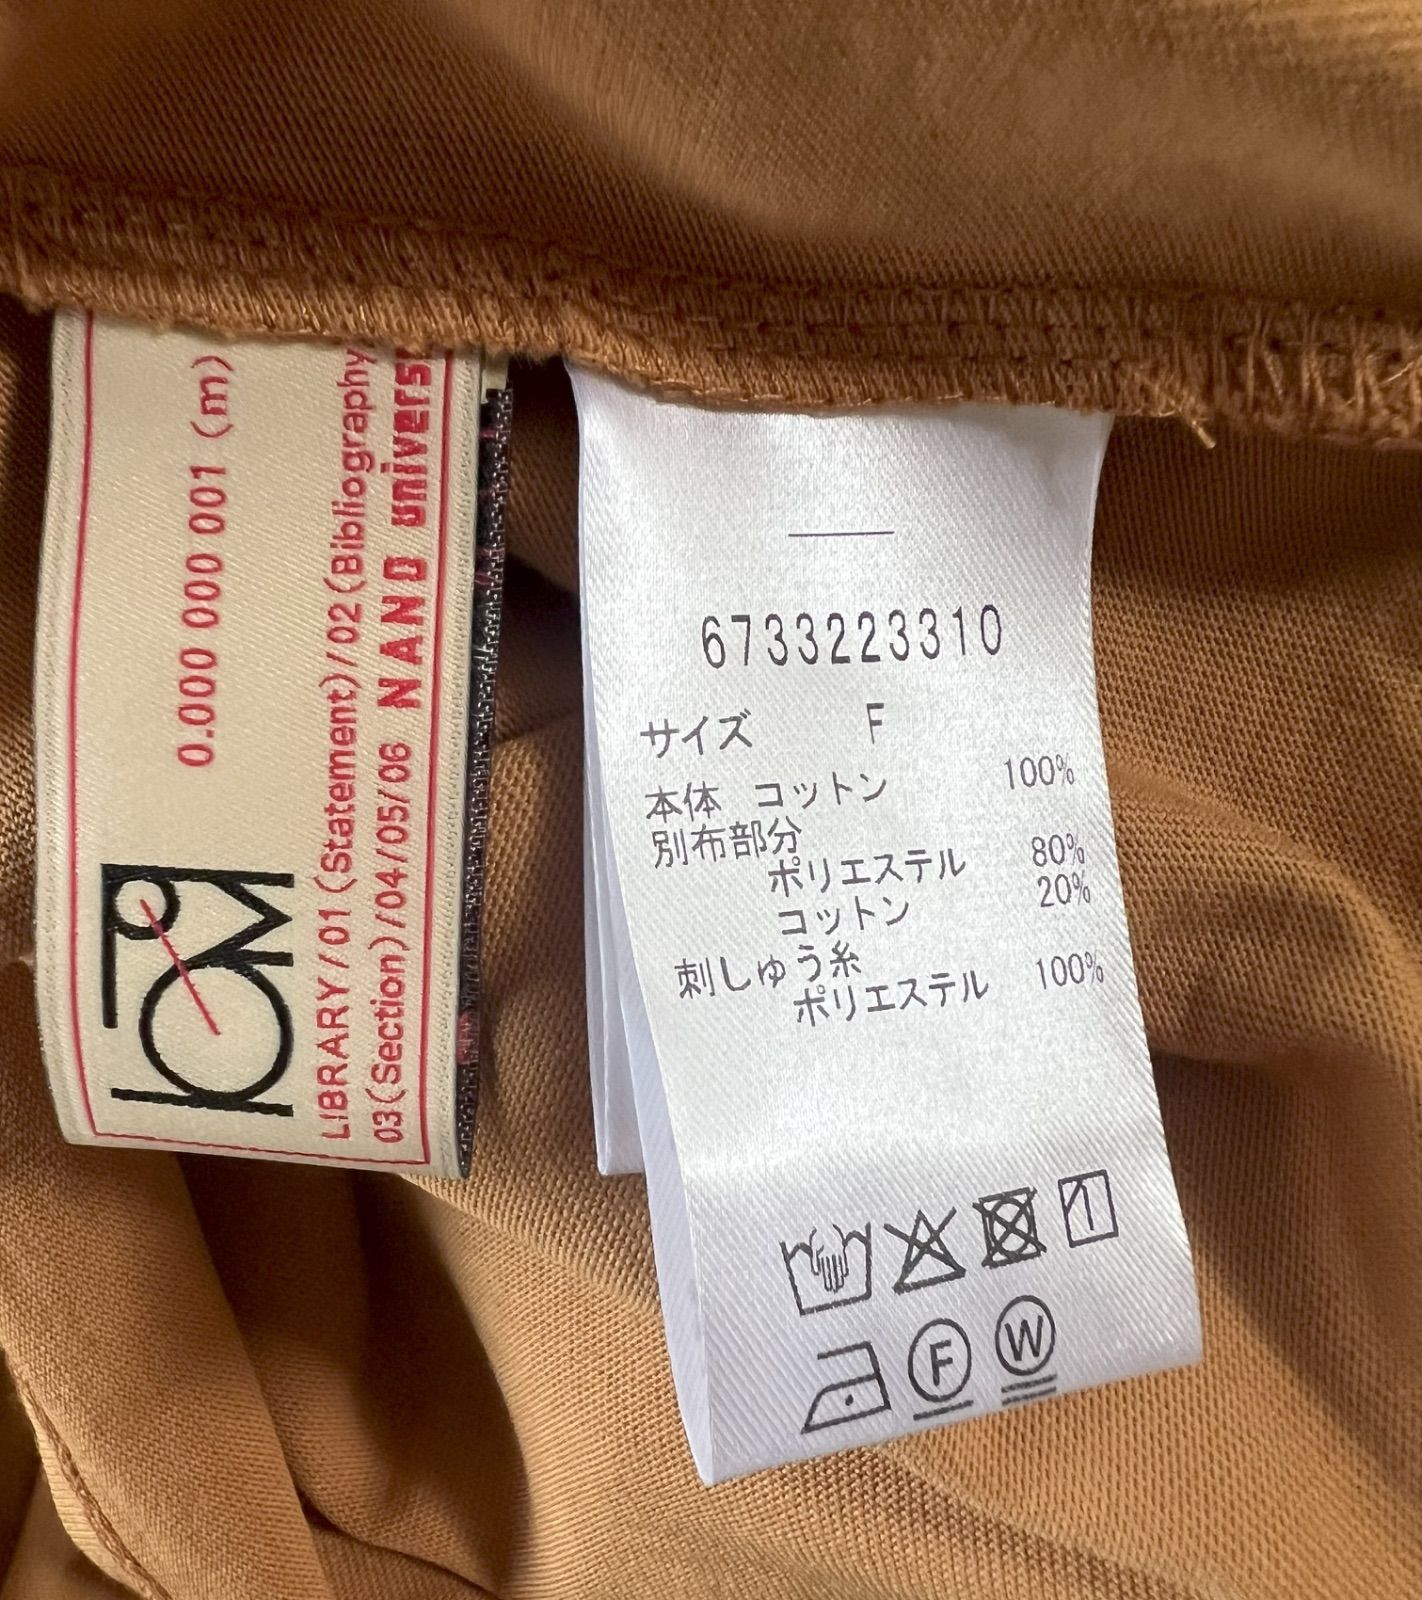 0.000 000 001 (m)
LIBRARY/01(Statement)/02(Bibliography
03(Section)/04/05/06 NANO univers
6733223310
サイズ F
本体 コットン 100%
別布部分
ポリエステル 80%
コットン 20%
刺しゅう糸
ポリエステル 100%
F W